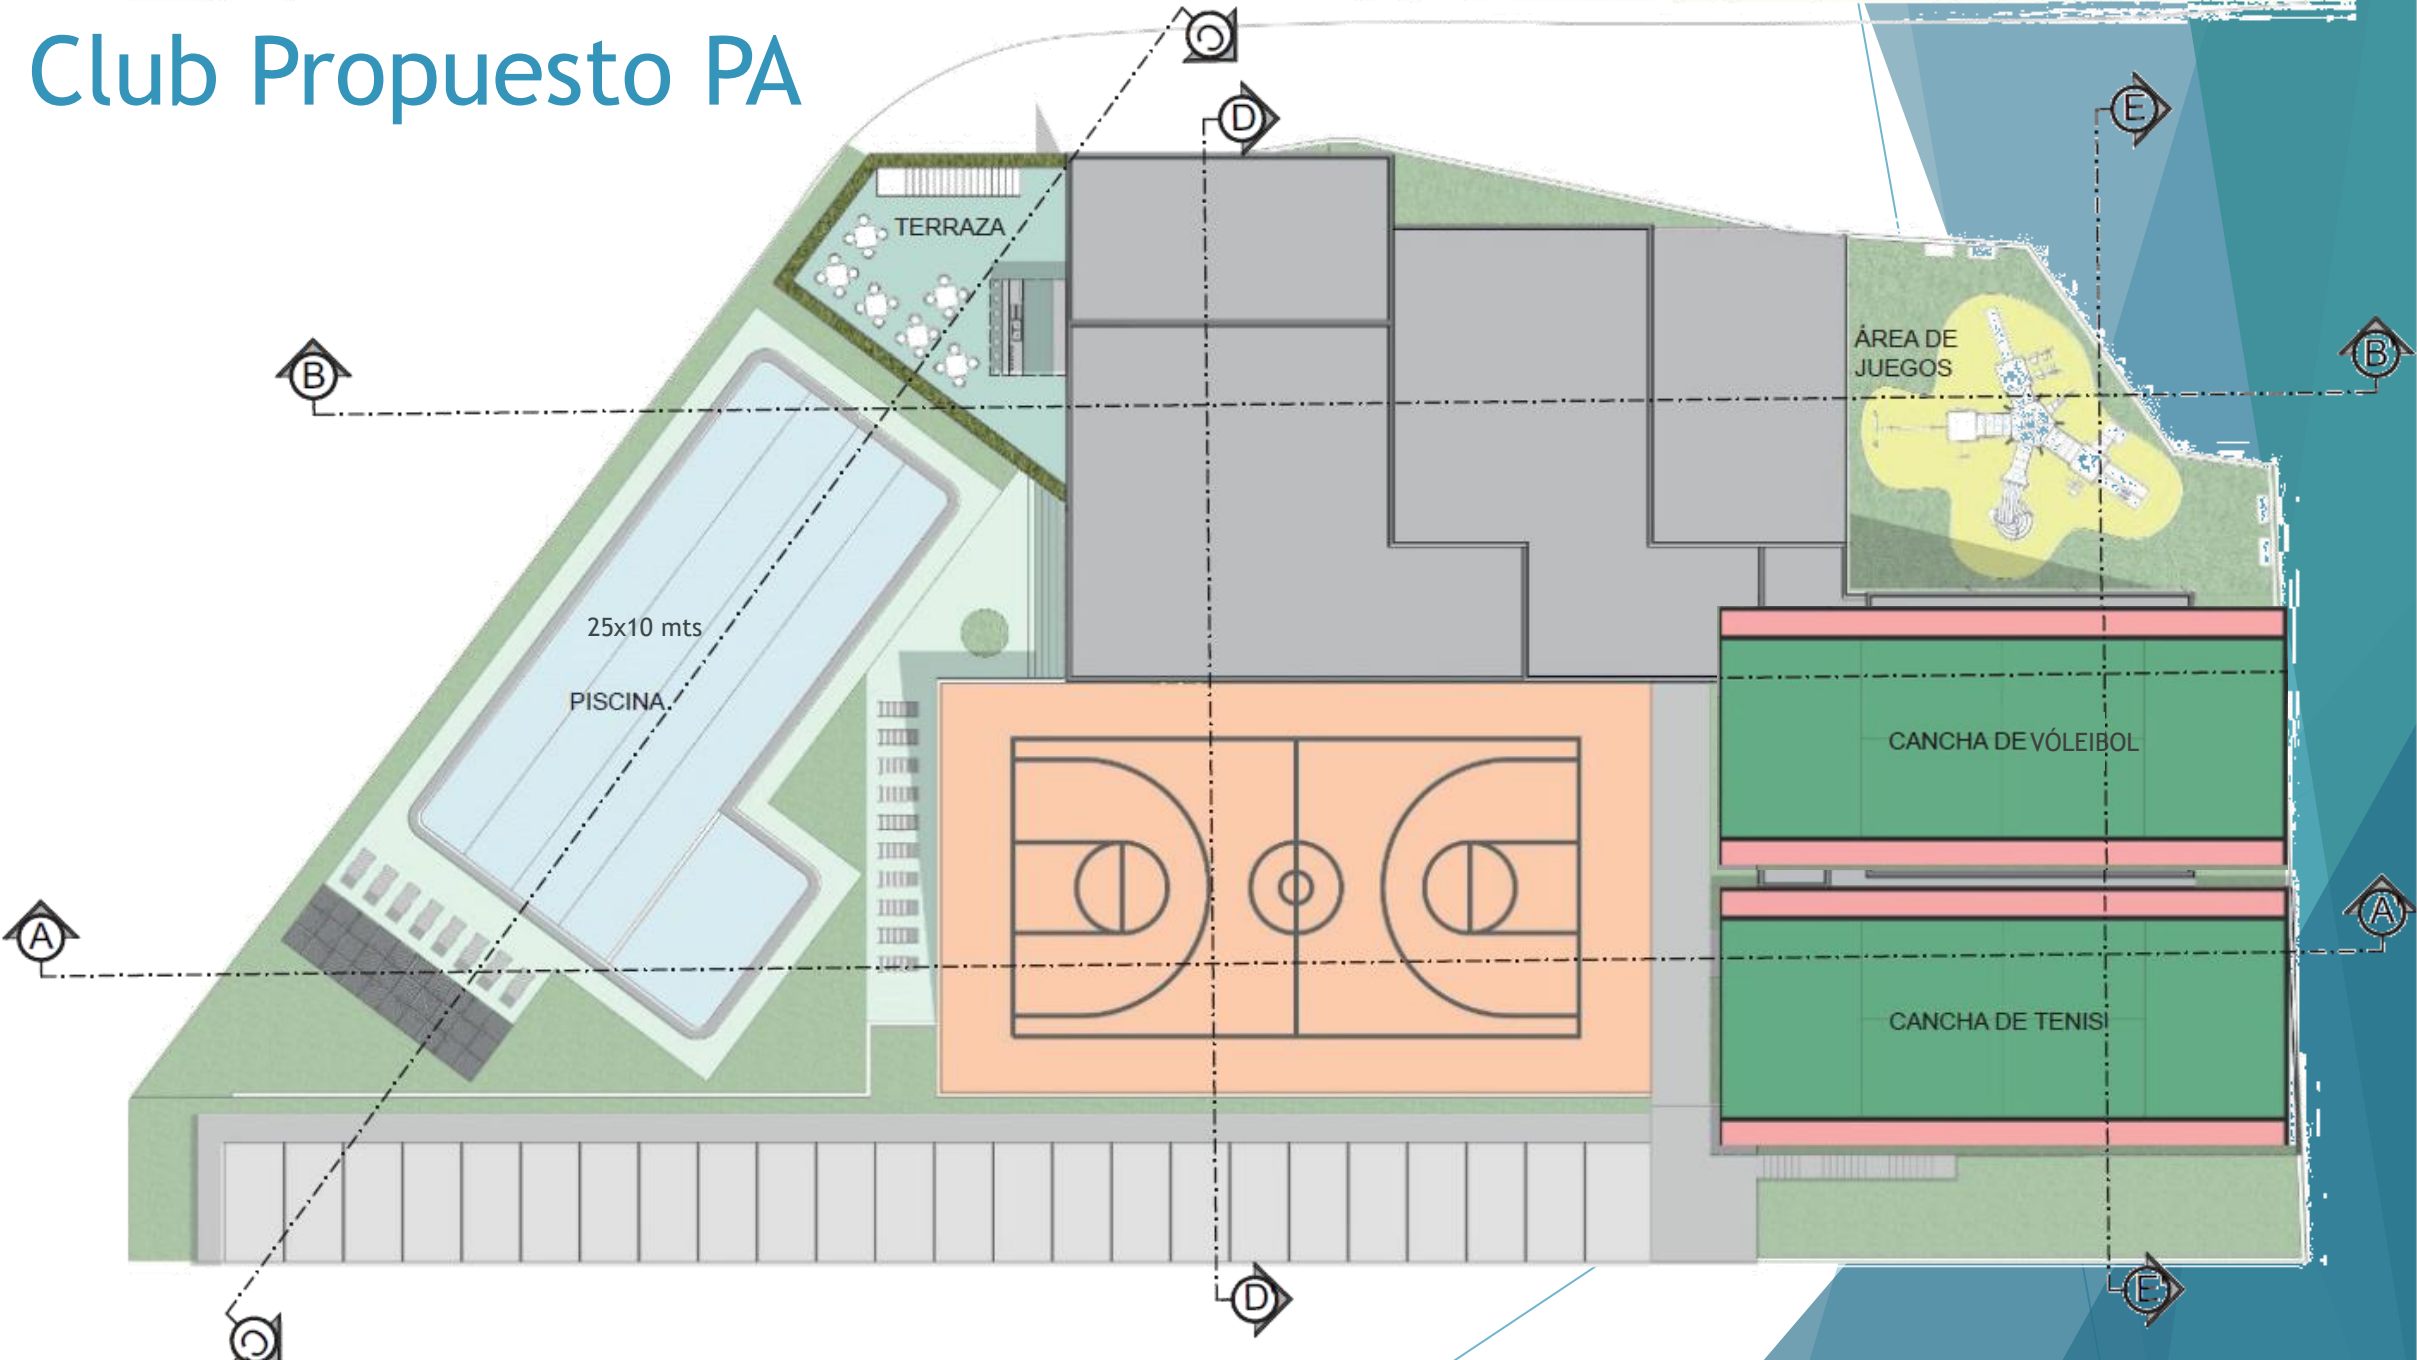 Club Propuesto PA
C
D
E
TERRAZA
B
ÁREA DE
JUEGOS
B
25x10 mts
PISCINA
CANCHA DE VÓLEIBOL
A
A
CANCHA DE TENIS
D
E
C